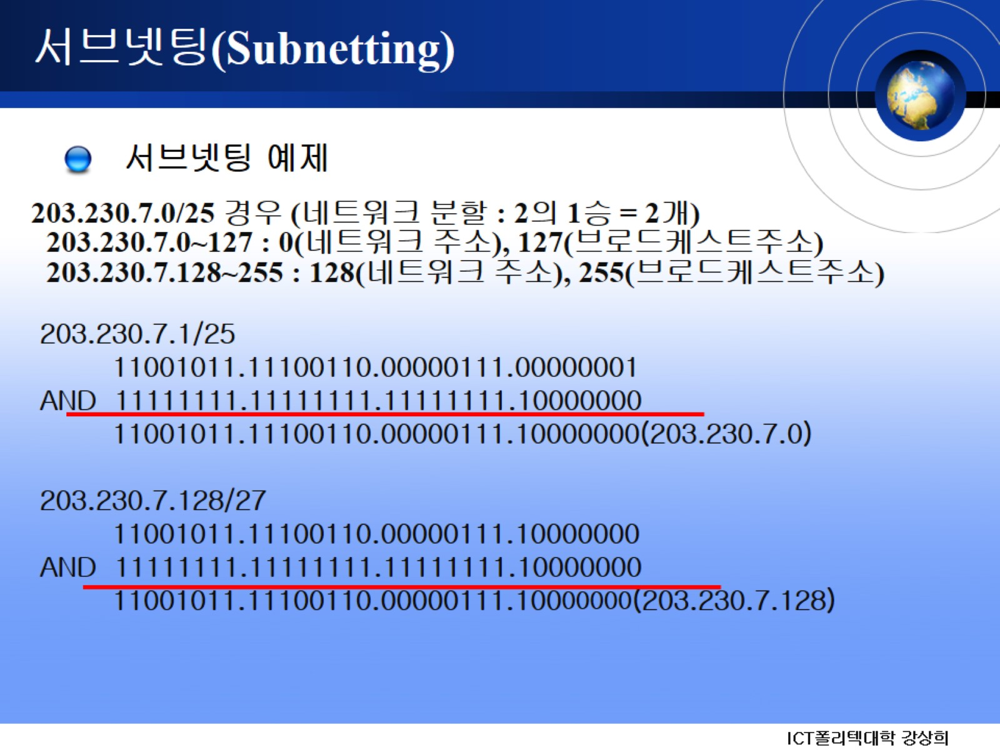 서브넷팅(Subnetting)
서브넷팅 예제
203.230.7.0/25 경우 (네트워크 분할 : 2의 1승 = 2개)
203.230.7.0~127 : 0(네트워크 주소), 127(브로드케스트주소)
203.230.7.128~255 : 128(네트워크 주소), 255(브로드케스트주소)
203.230.7.1/25
11001011.11100110.00000111.00000001
AND 11111111.11111111.11111111.10000000
11001011.11100110.00000111.10000000(203.230.7.0)
203.230.7.128/27
11001011.11100110.00000111.10000000
AND 11111111.11111111.11111111.10000000
11001011.11100110.00000111.10000000(203.230.7.128)
ICT폴리텍대학 강상희